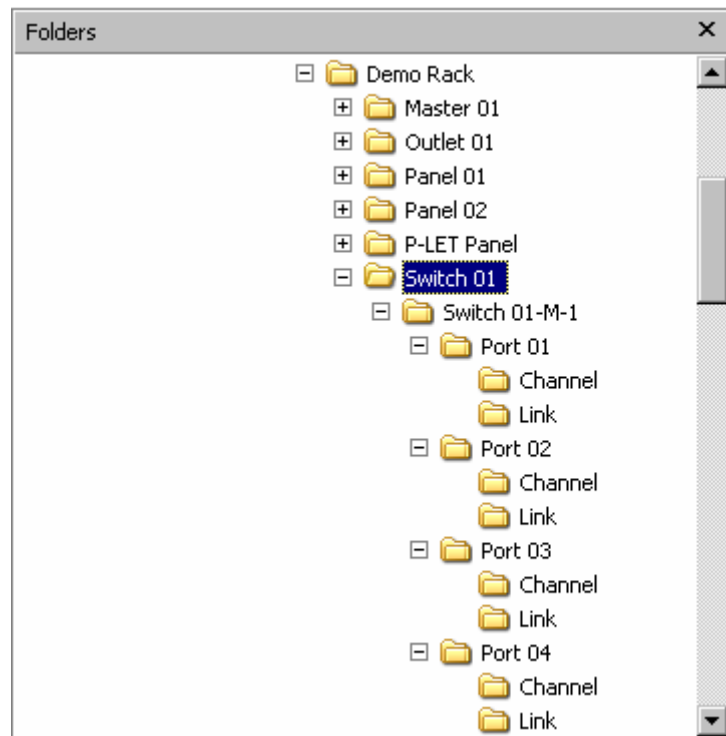 Folders
Demo Rack
Master 01
Outlet 01
Panel 01
Panel 02
P-LET Panel
Switch 01
Switch 01-M-1
Port 01
Channel
Link
Port 02
Channel
Link
Port 03
Channel
Link
Port 04
Channel
Link